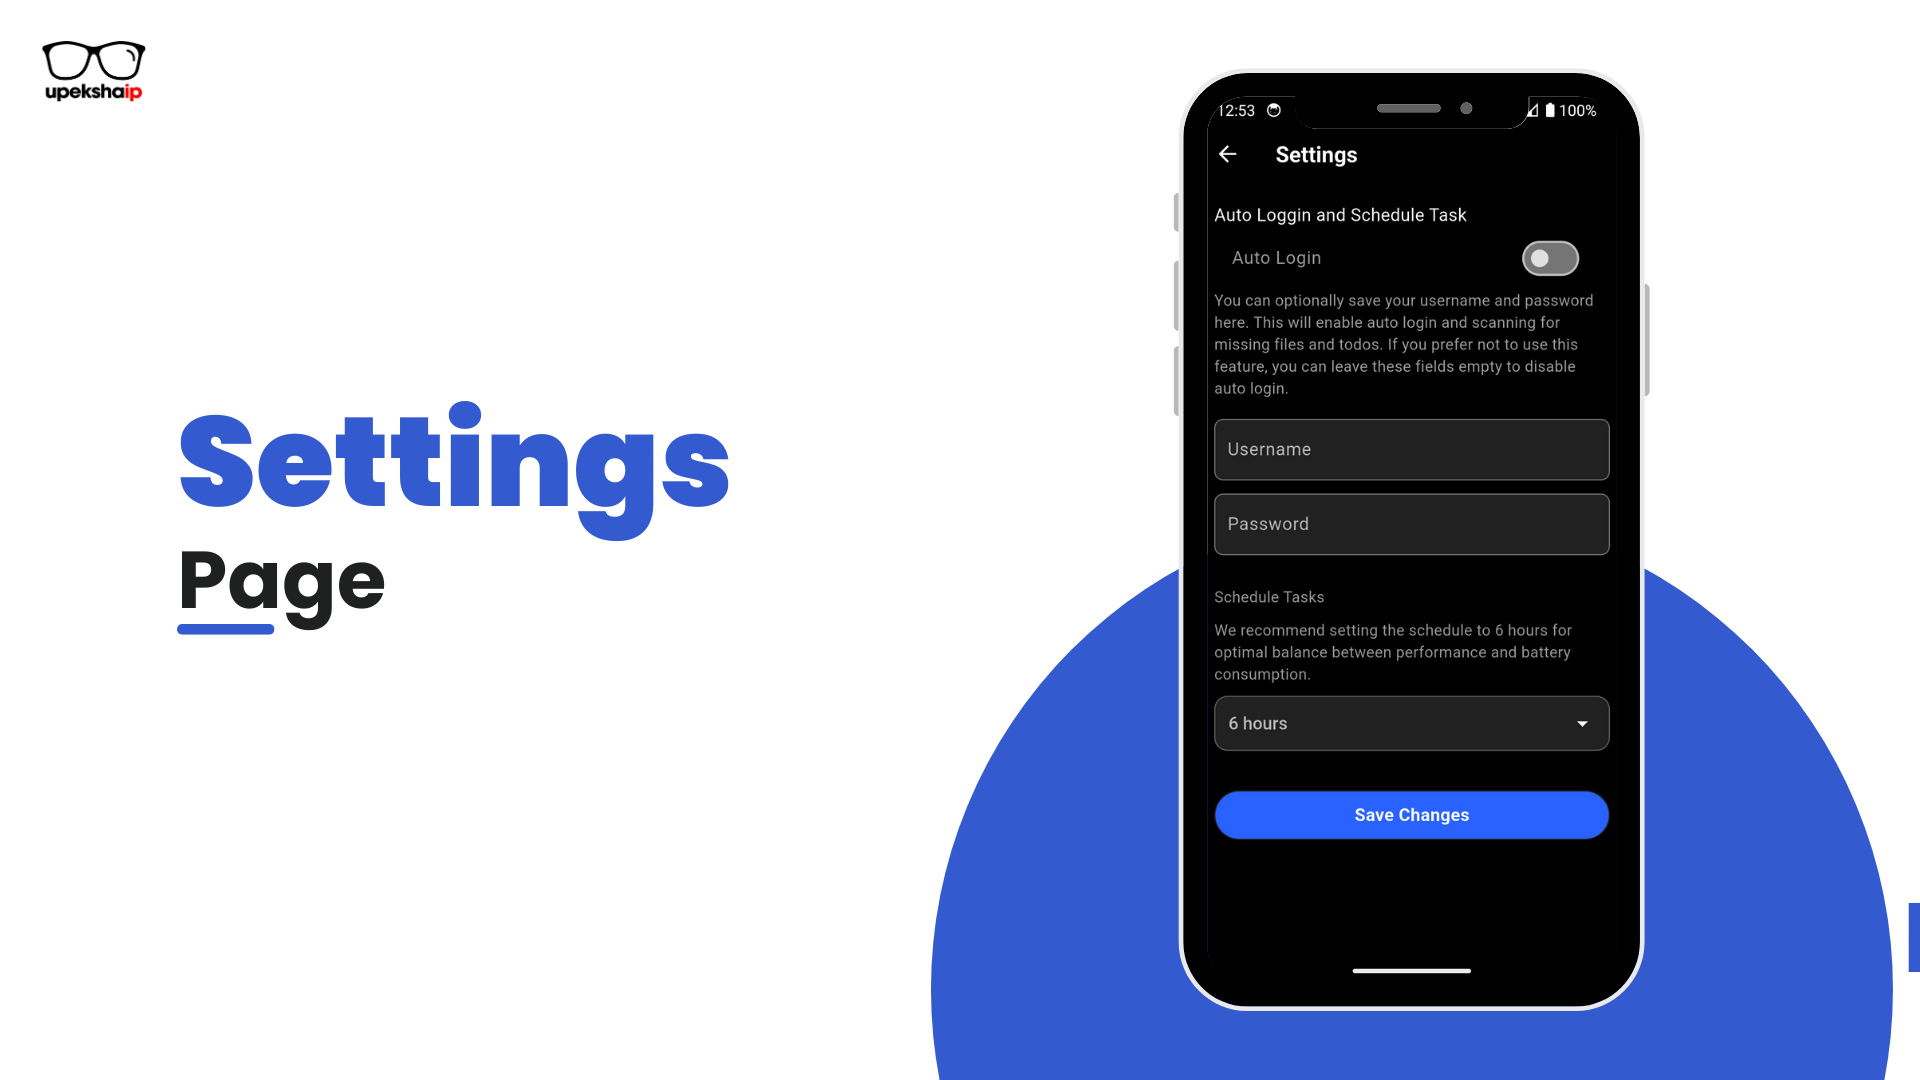 upekshaip
Settings
Page
12:53
100%
Settings
Auto Loggin and Schedule Task
Auto Login
You can optionally save your username and password
here. This will enable auto login and scanning for
missing files and todos. If you prefer not to use this
feature, you can leave these fields empty to disable
auto login.
Username
Password
Schedule Tasks
We recommend setting the schedule to 6 hours for
optimal balance between performance and battery
consumption.
6 hours
Save Changes